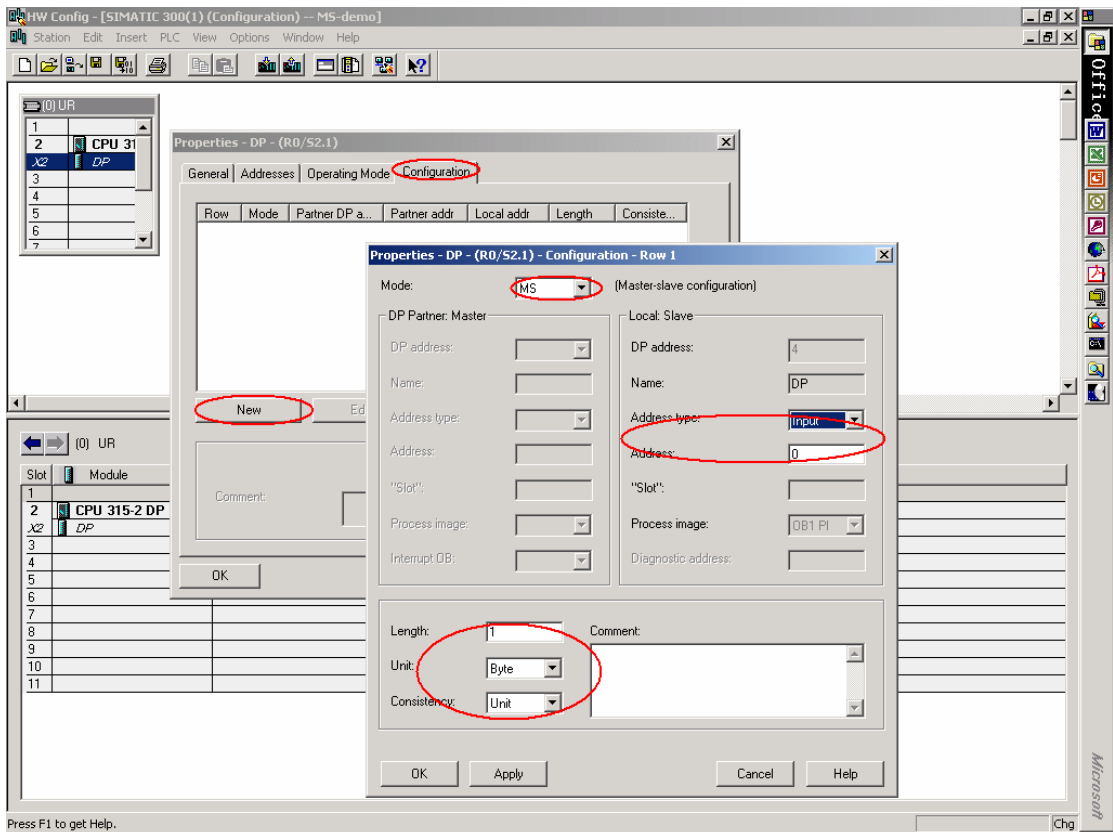 HW Config - [SIMATIC 300(1) (Configuration) -- MS-demo]
Station Edit Insert PLC View Options Window Help
Office
(0) UR
1
2 CPU 31
X2 DP
3
4
5
6
7
Properties - DP - (R0/S2.1)
General Addresses Operating Mode Configuration
Row Mode Partner DP a... Partner addr Local addr Length Consiste...
New Ed
Comment:
OK
Properties - DP - (R0/S2.1) - Configuration - Row 1
Mode: MS (Master-slave configuration)
DP Partner: Master
DP address:
Name:
Address type:
Address:
"Slot":
Process image:
Interrupt OB:
Local: Slave
DP address: 4
Name: DP
Address type: Input
Address: 0
"Slot":
Process image: OB1 PI
Diagnostic address:
Length: 1
Unit: Byte
Consistency: Unit
Comment:
OK Apply Cancel Help
(0) UR
Slot Module
1
2 CPU 315-2 DP
X2 DP
3
4
5
6
7
8
9
10
11
Press F1 to get Help.
Chg
Microsoft